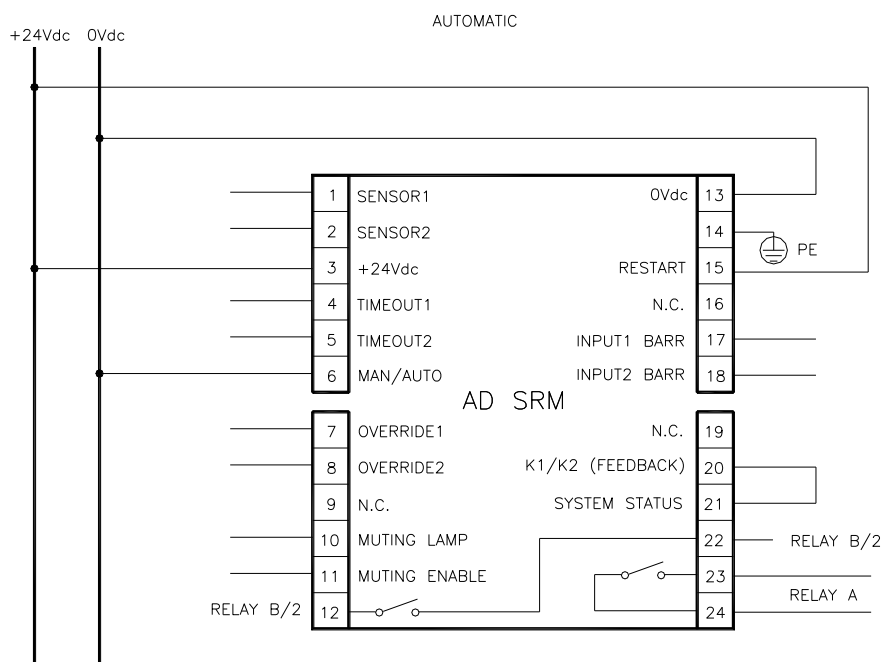 AUTOMATIC
+24Vdc 0Vdc
1 SENSOR1 0Vdc 13
2 SENSOR2 14 PE
3 +24Vdc RESTART 15
4 TIMEOUT1 N.C. 16
5 TIMEOUT2 INPUT1 BARR 17
6 MAN/AUTO INPUT2 BARR 18
AD SRM
7 OVERRIDE1 N.C. 19
8 OVERRIDE2 K1/K2 (FEEDBACK) 20
9 N.C. SYSTEM STATUS 21
10 MUTING LAMP 22 RELAY B/2
11 MUTING ENABLE 23
RELAY A
RELAY B/2 12 24